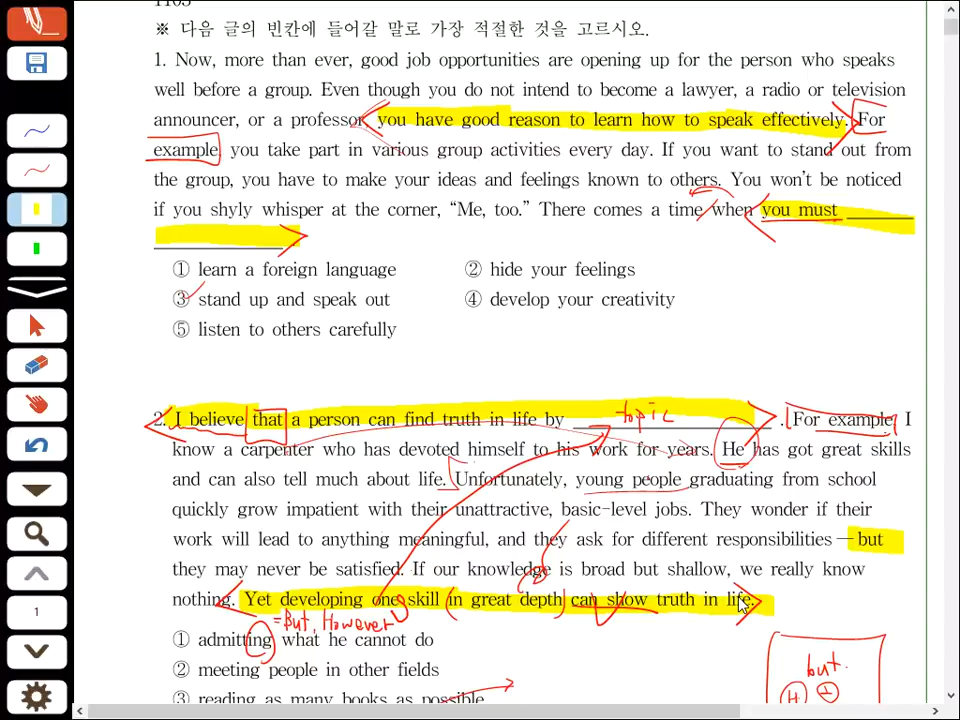 ※ 다음 글의 빈칸에 들어갈 말로 가장 적절한 것을 고르시오.
1. Now, more than ever, good job opportunities are opening up for the person who speaks
well before a group. Even though you do not intend to become a lawyer, a radio or television
announcer, or a professor you have good reason to learn how to speak effectively. For
example, you take part in various group activities every day. If you want to stand out from
the group, you have to make your ideas and feelings known to others. You won't be noticed
if you shyly whisper at the corner, “Me, too.” There comes a time when you must
① learn a foreign language
② hide your feelings
③ stand up and speak out
④ develop your creativity
⑤ listen to others carefully
topic
2. I believe that a person can find truth in life by . For example, I
know a carpenter who has devoted himself to his work for years. He has got great skills
and can also tell much about life. Unfortunately, young people graduating from school
quickly grow impatient with their unattractive, basic-level jobs. They wonder if their
work will lead to anything meaningful, and they ask for different responsibilities — but
they may never be satisfied. If our knowledge is broad but shallow, we really know
nothing. Yet developing one skill (in great depth) can show truth in life.
=But, However
① admitting what he cannot do
② meeting people in other fields
but.
③ reading as many books as possible
1